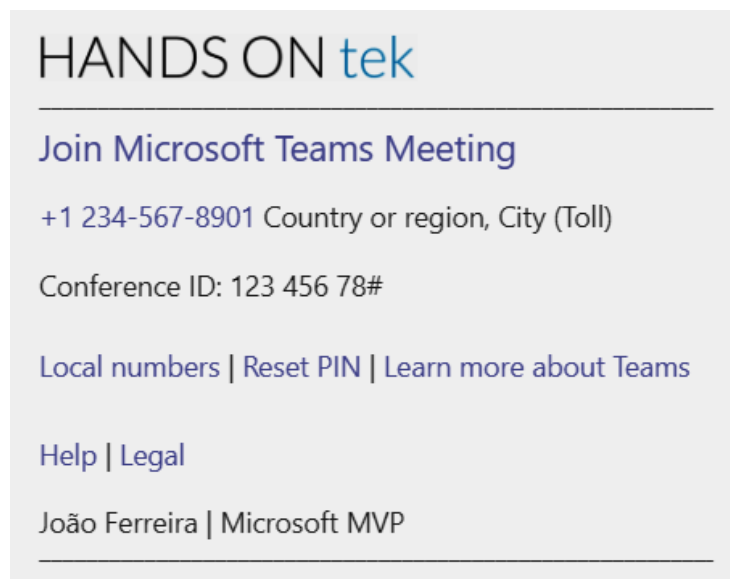 HANDS ON tek
Join Microsoft Teams Meeting
+1 234-567-8901 Country or region, City (Toll)
Conference ID: 123 456 78#
Local numbers | Reset PIN | Learn more about Teams
Help | Legal
João Ferreira | Microsoft MVP